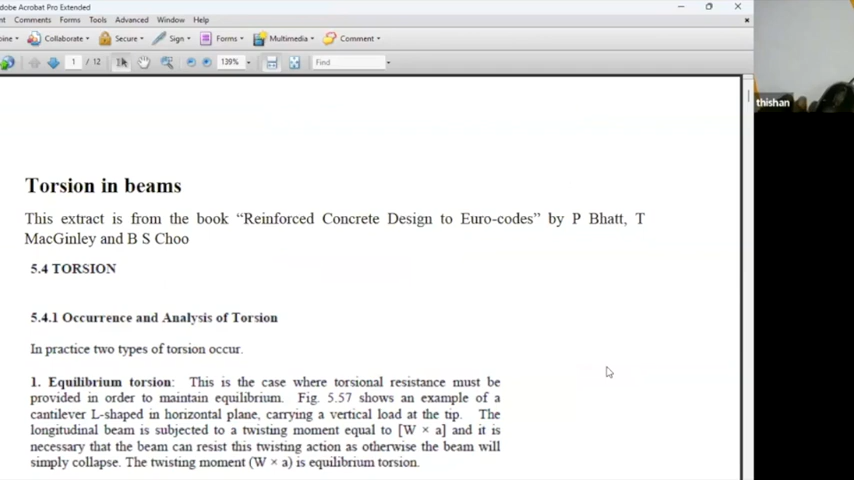 dobe Acrobat Pro Extended
nt Comments Forms Tools Advanced Window Help
Collaborate Secure Sign Forms Multimedia Comment
1 / 12 139% Find
thishan
Torsion in beams
This extract is from the book “Reinforced Concrete Design to Euro-codes” by P Bhatt, T
MacGinley and B S Choo
5.4 TORSION
5.4.1 Occurrence and Analysis of Torsion
In practice two types of torsion occur.
1. Equilibrium torsion: This is the case where torsional resistance must be
provided in order to maintain equilibrium. Fig. 5.57 shows an example of a
cantilever L-shaped in horizontal plane, carrying a vertical load at the tip. The
longitudinal beam is subjected to a twisting moment equal to [W × a] and it is
necessary that the beam can resist this twisting action as otherwise the beam will
simply collapse. The twisting moment (W × a) is equilibrium torsion.